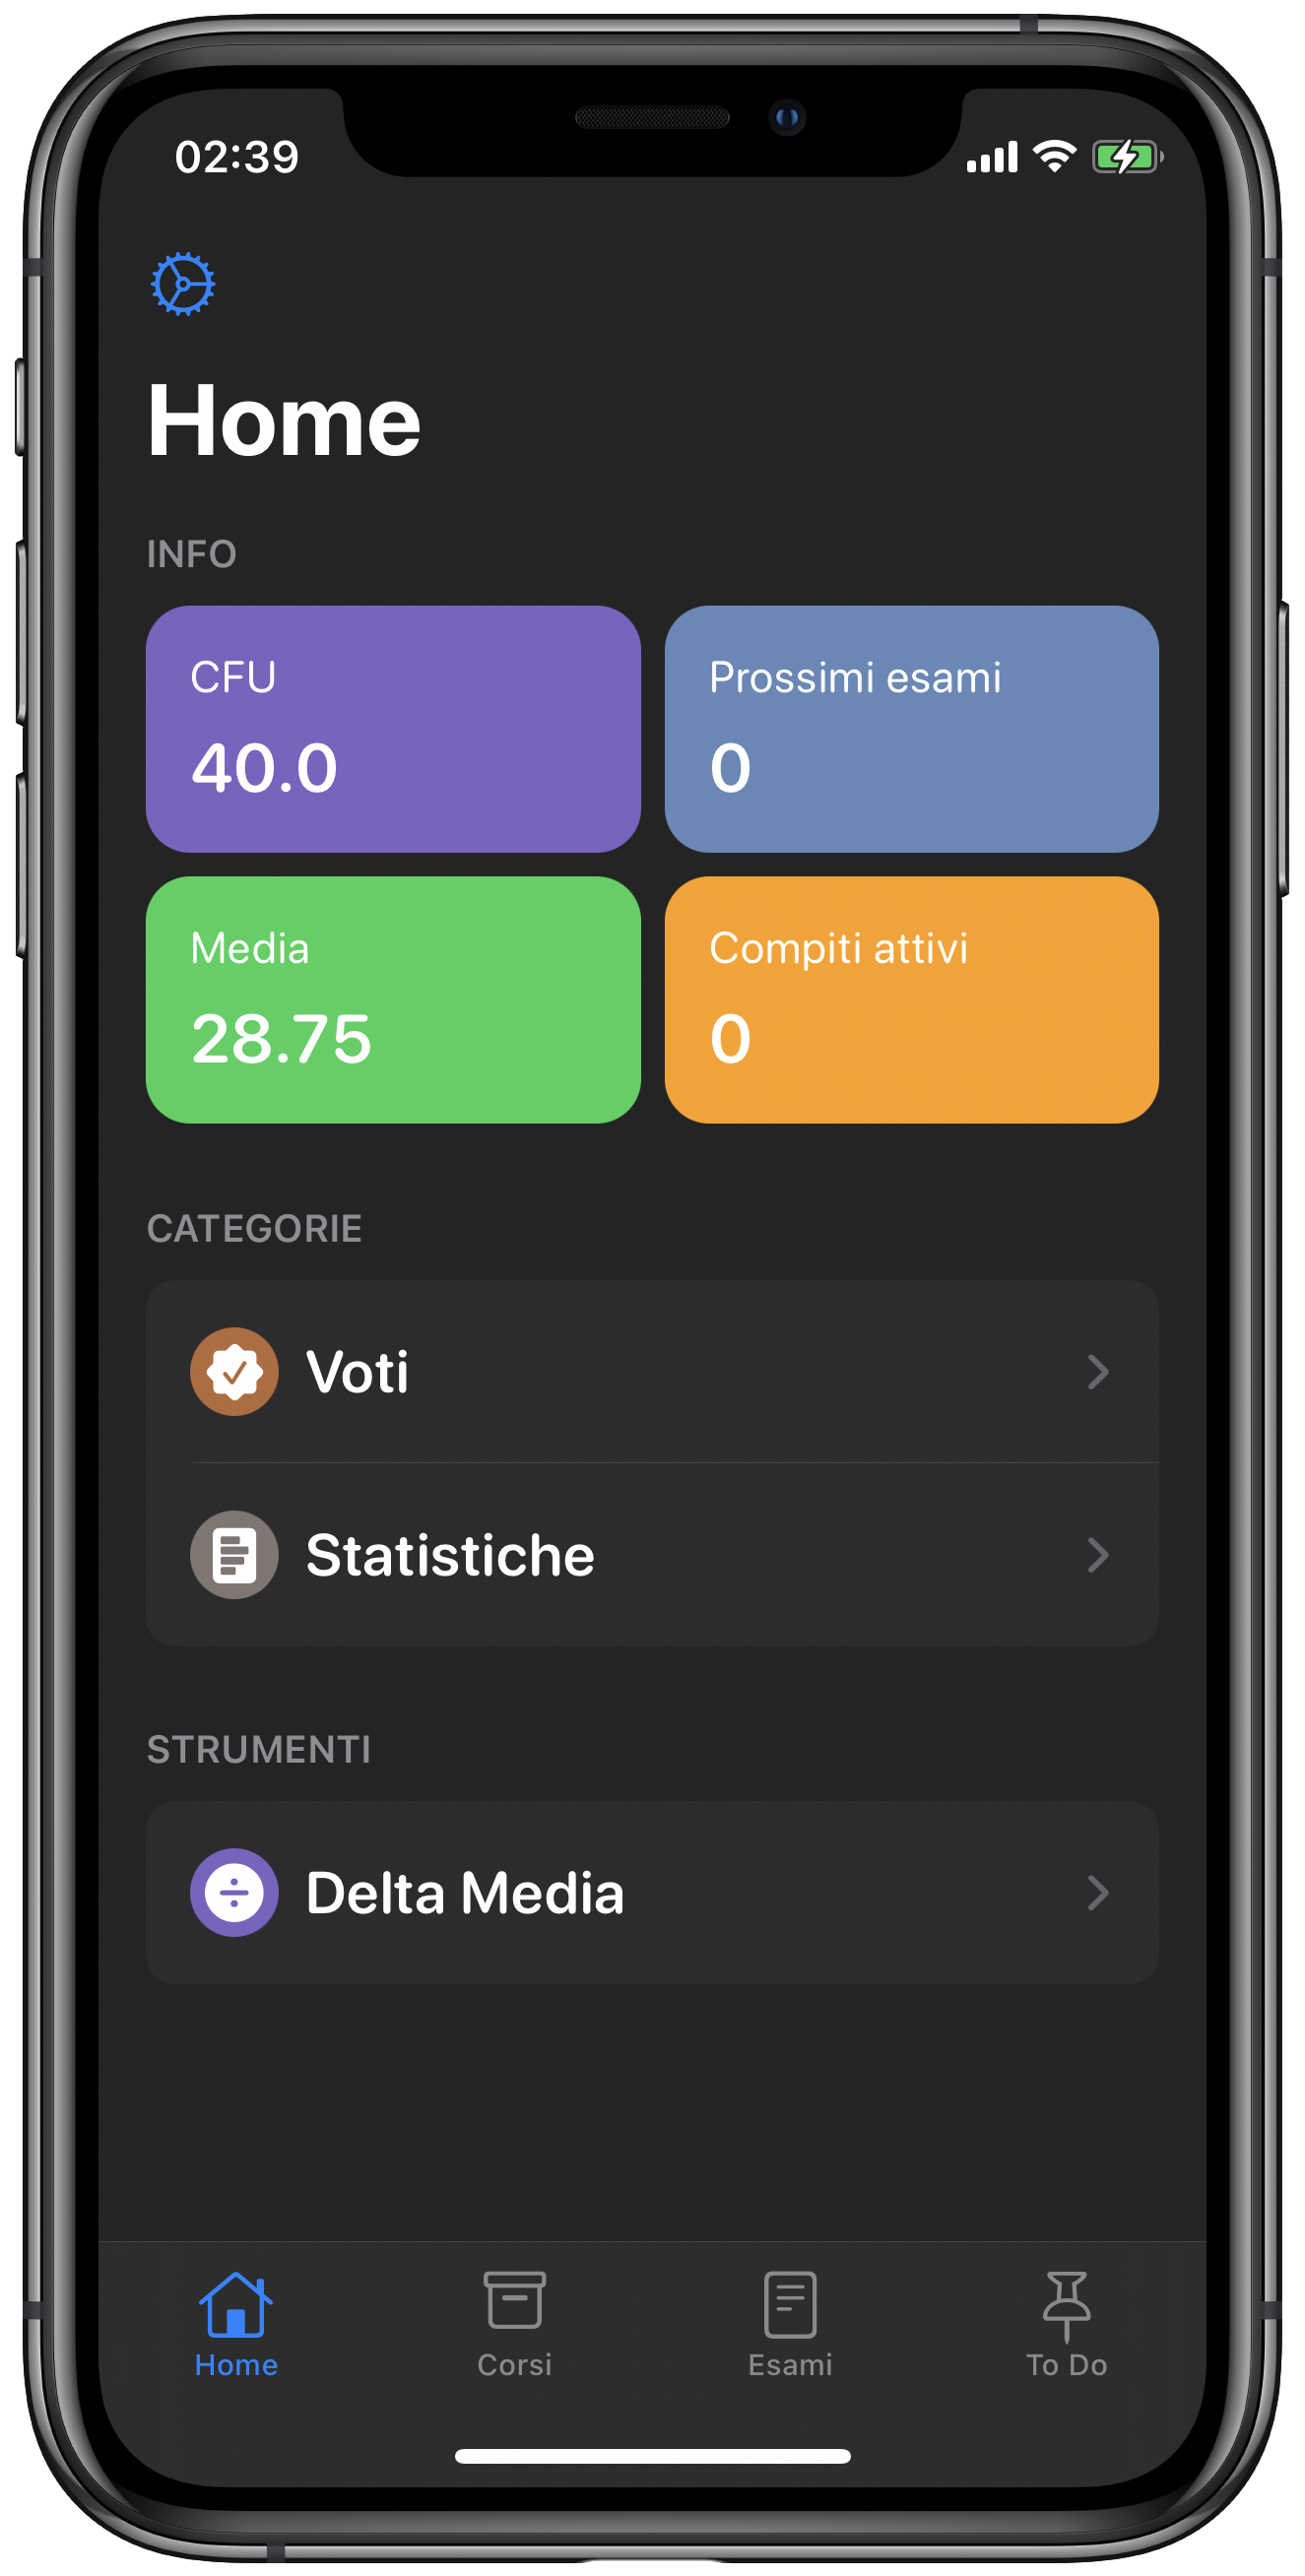 02:39
Home
INFO
CFU
40.0
Prossimi esami
0
Media
28.75
Compiti attivi
0
CATEGORIE
Voti
Statistiche
STRUMENTI
Delta Media
Home
Corsi
Esami
To Do